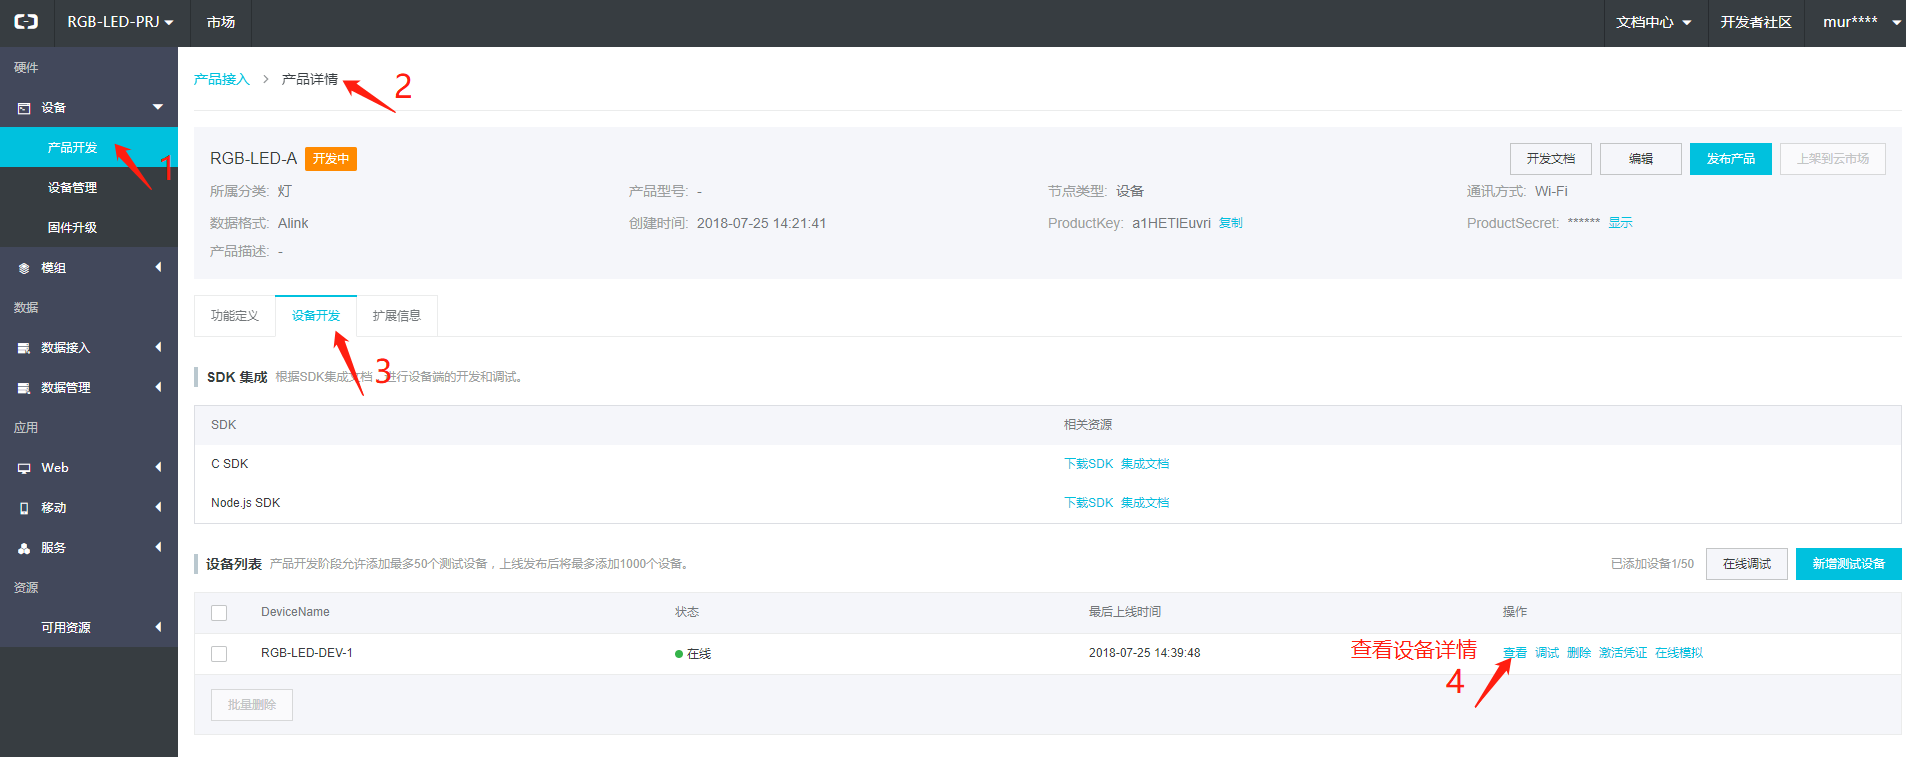 RGB-LED-PRJ 市场 文档中心 开发者社区 mur****
硬件
设备
产品开发
设备管理
固件升级
模组
数据
数据接入
数据管理
应用
Web
移动
服务
资源
可用资源
1
产品接入 > 产品详情
2
RGB-LED-A 开发中 开发文档 编辑 发布产品 上架到云市场
所属分类: 灯 产品型号: - 节点类型: 设备 通讯方式: Wi-Fi
数据格式: Alink 创建时间: 2018-07-25 14:21:41 ProductKey: a1HETlEuvri 复制 ProductSecret: ****** 显示
产品描述: -
功能定义 设备开发 扩展信息
3
SDK 集成 根据SDK集成文档，进行设备端的开发和调试。
SDK 相关资源
C SDK 下载SDK 集成文档
Node.js SDK 下载SDK 集成文档
设备列表 产品开发阶段允许添加最多50个测试设备，上线发布后将最多添加1000个设备。 已添加设备1/50 在线调试 新增测试设备
DeviceName 状态 最后上线时间 操作
RGB-LED-DEV-1 在线 2018-07-25 14:39:48 查看设备详情 查看 调试 删除 激活凭证 在线模拟
4
批量删除